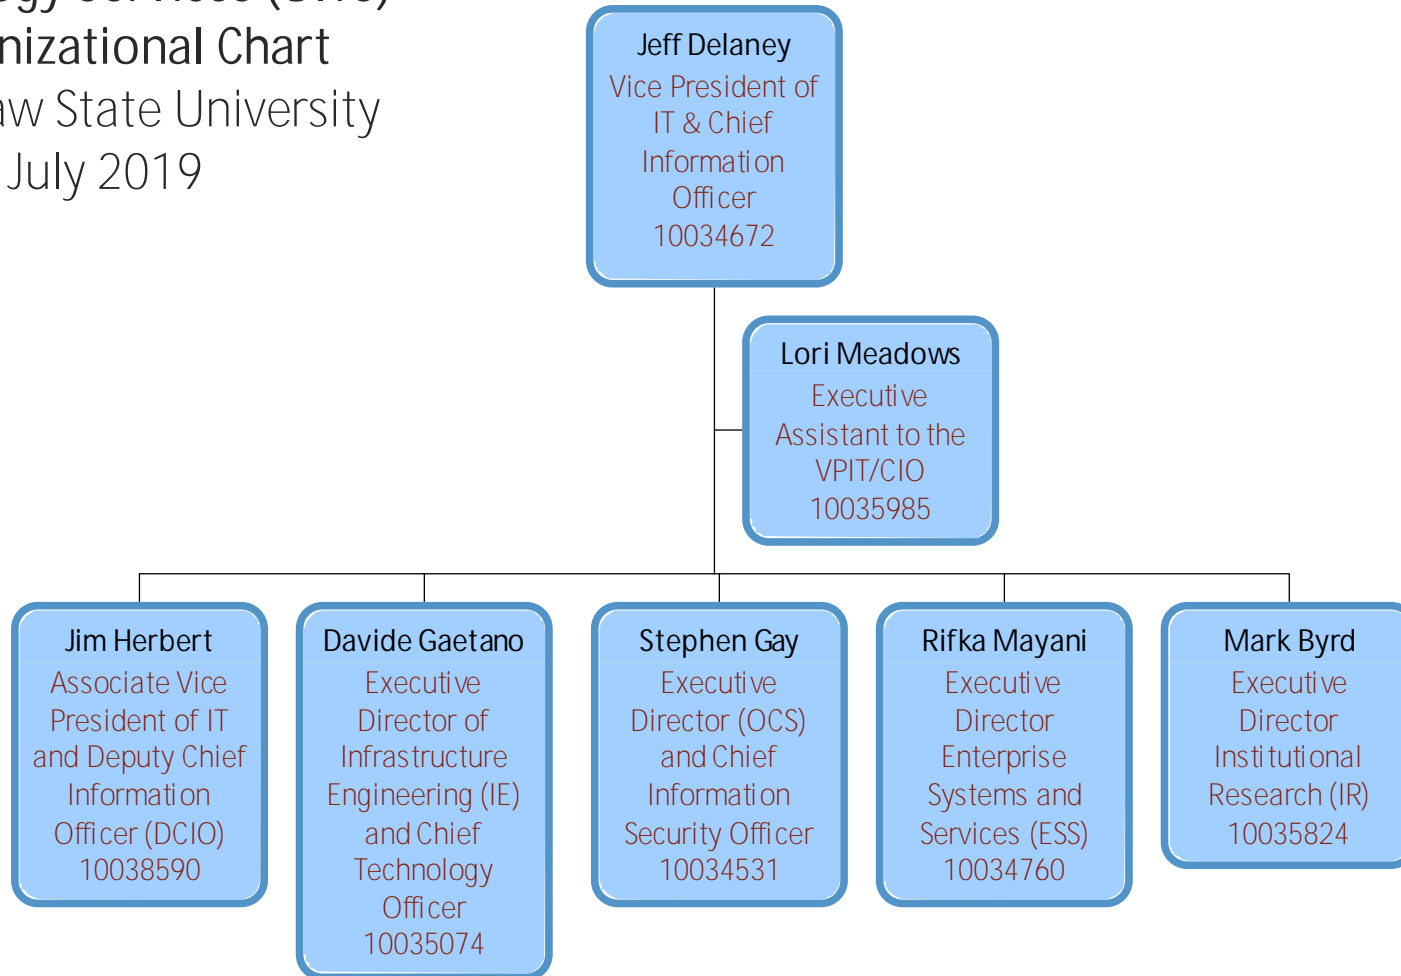 nizational Chart
aw State University
July 2019
Jeff Delaney
Vice President of
IT & Chief
Information
Officer
10034672
Lori Meadows
Executive
Assistant to the
VPIT/CIO
10035985
Jim Herbert
Associate Vice
President of IT
and Deputy Chief
Information
Officer (DCIO)
10038590
Davide Gaetano
Executive
Director of
Infrastructure
Engineering (IE)
and Chief
Technology
Officer
10035074
Stephen Gay
Executive
Director (OCS)
and Chief
Information
Security Officer
10034531
Rifka Mayani
Executive
Director
Enterprise
Systems and
Services (ESS)
10034760
Mark Byrd
Executive
Director
Institutional
Research (IR)
10035824